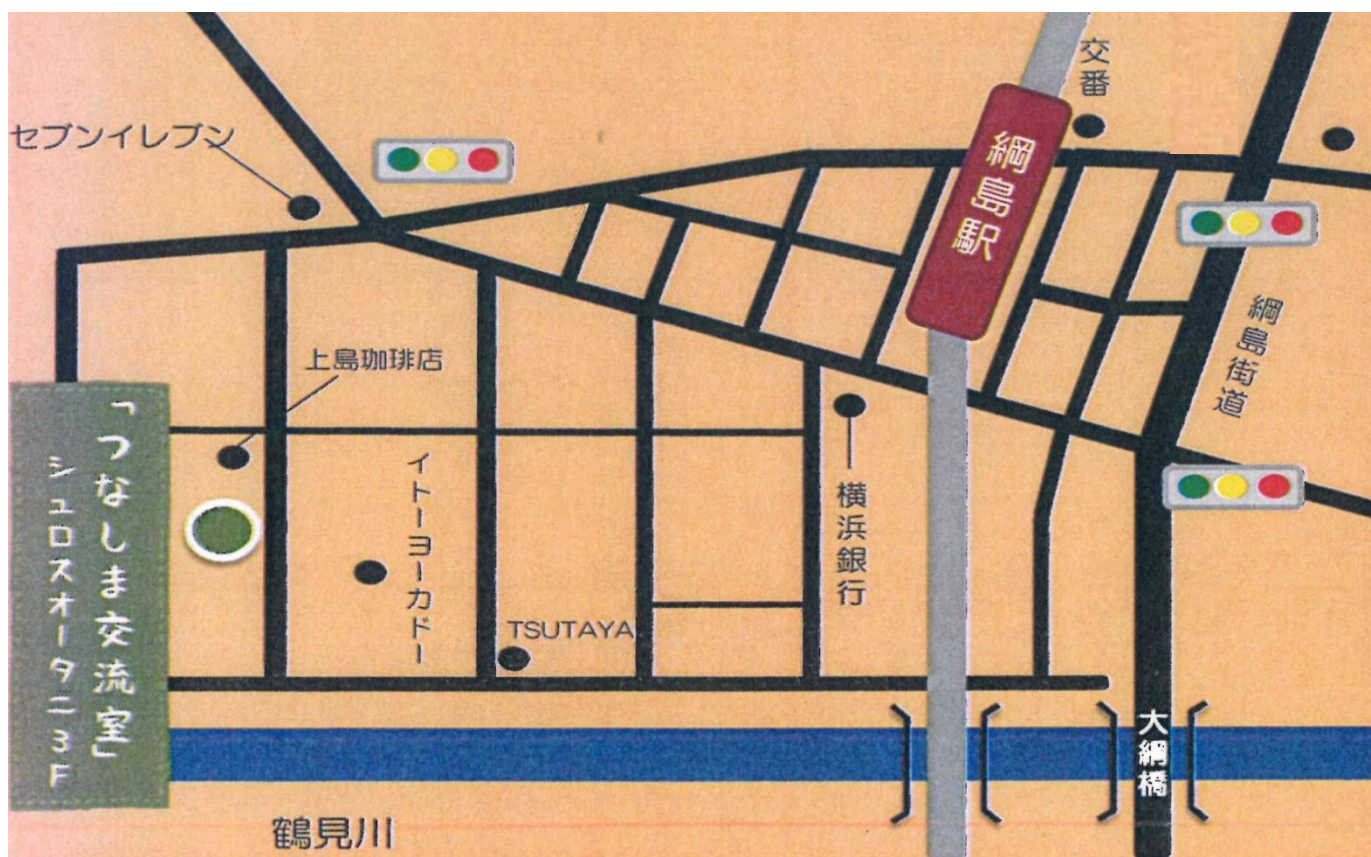 交番
綱島駅
セブンイレブン
綱島街道
上島珈琲店
「つなしま交流室」
シュロスオータニ3F
イトーヨーカドー
横浜銀行
TSUTAYA
大綱橋
鶴見川